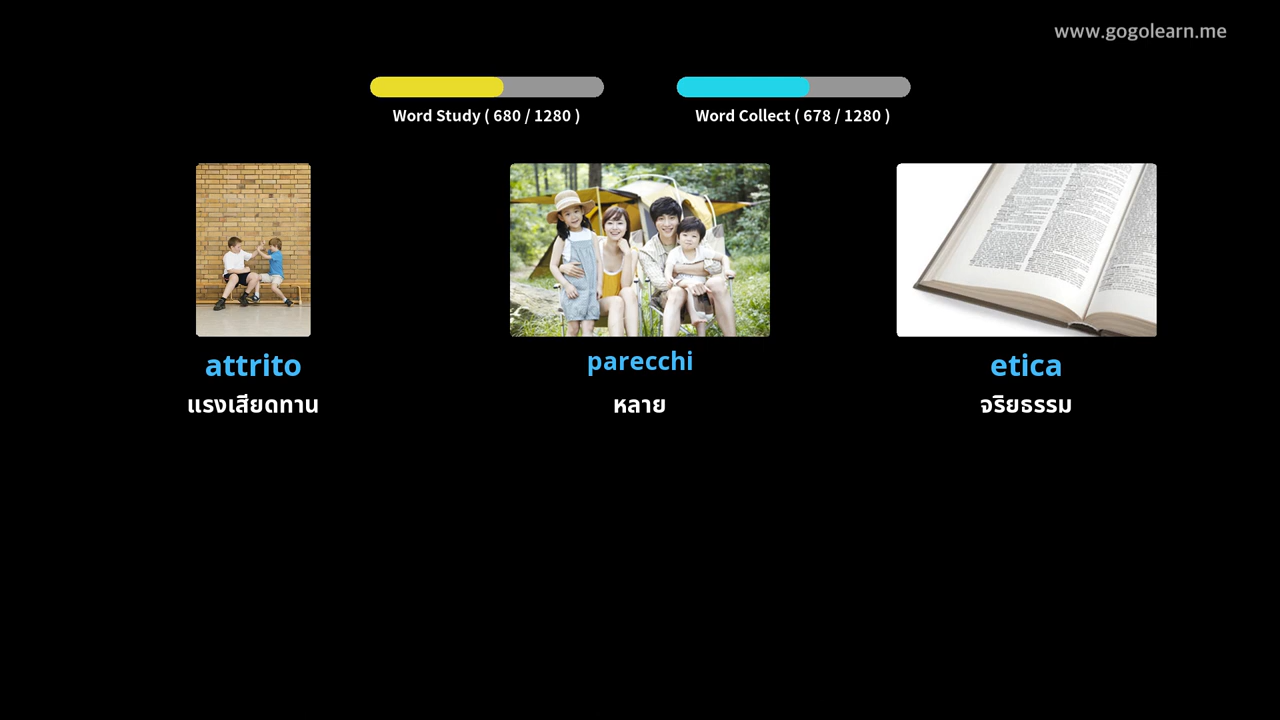 www.gogolearn.me
Word Study ( 680 / 1280 )
Word Collect ( 678 / 1280 )
attrito
แรงเสียดทาน
parecchi
หลาย
etica
จริยธรรม